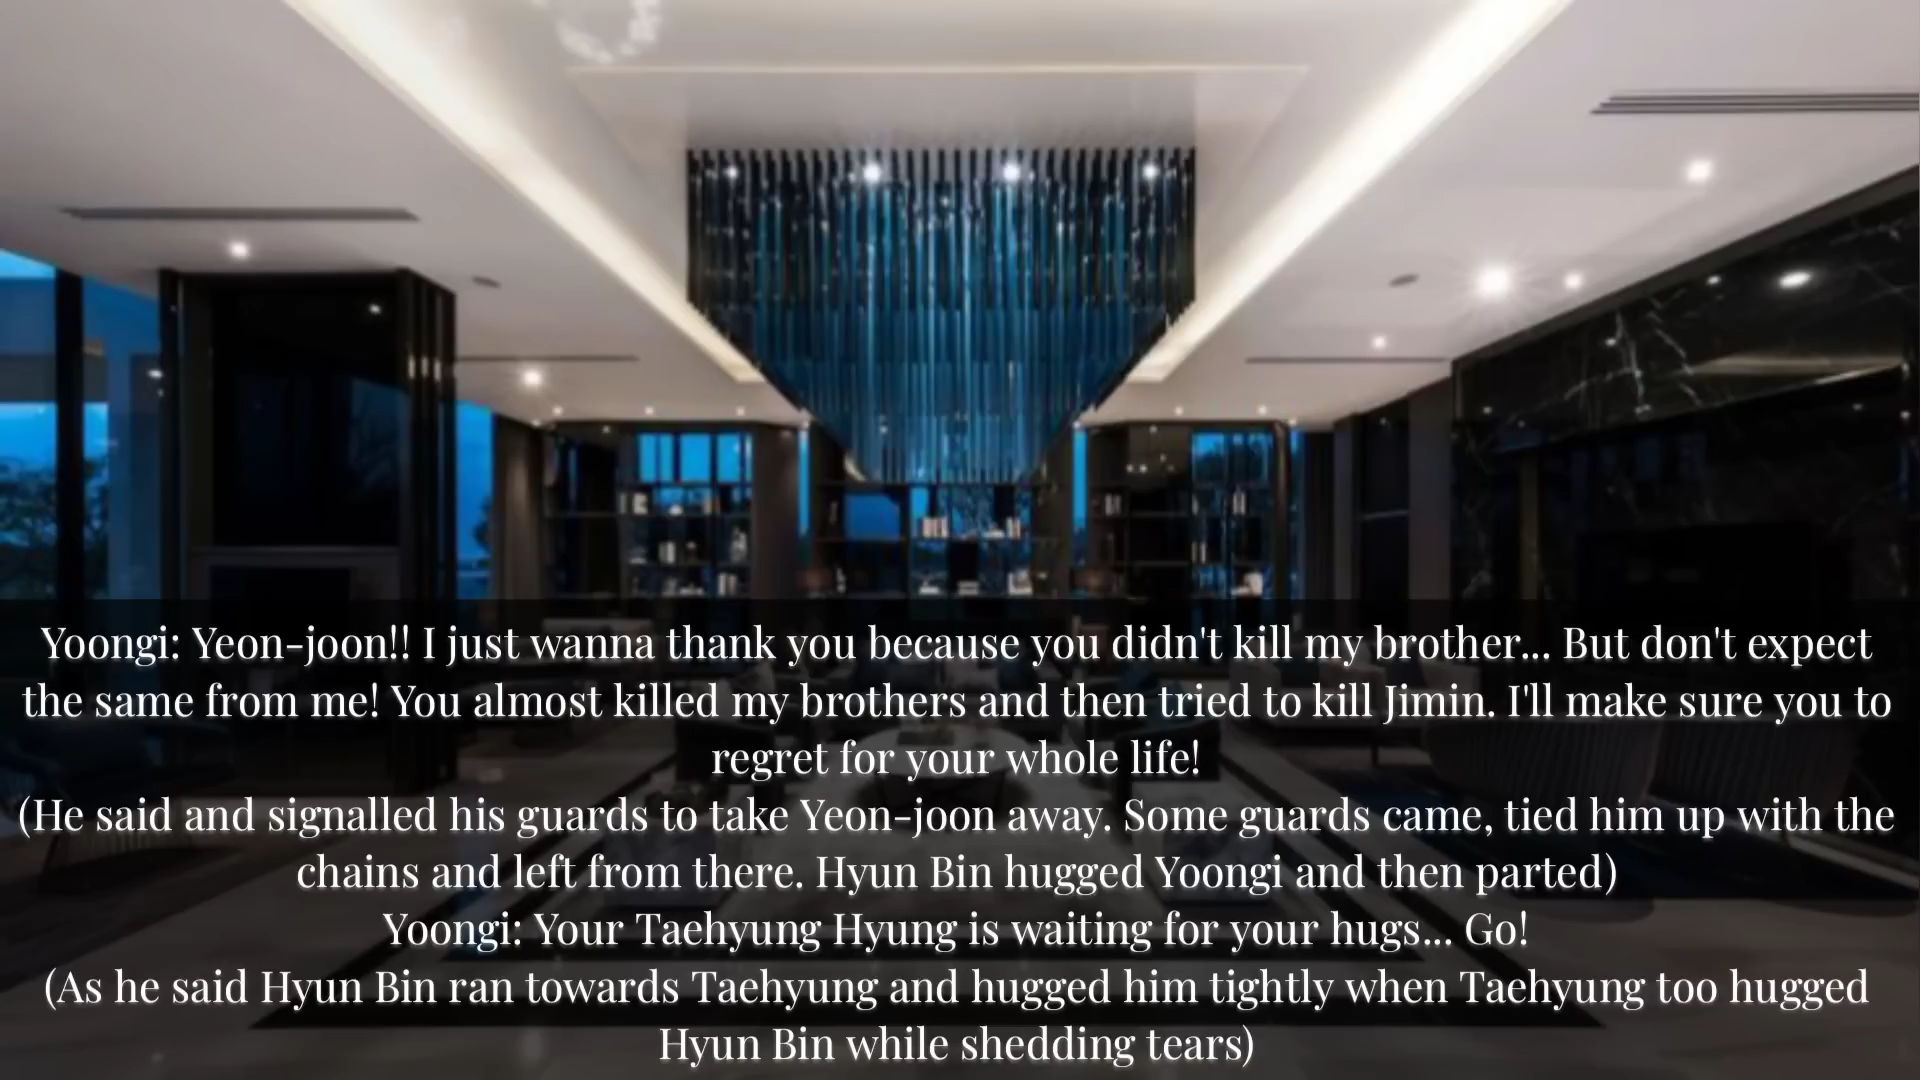 Yoongi: Yeon-joon!! I just wanna thank you because you didn't kill my brother... But don't expect
the same from me! You almost killed my brothers and then tried to kill Jimin. I'll make sure you to
regret for your whole life!
(He said and signalled his guards to take Yeon-joon away. Some guards came, tied him up with the
chains and left from there. Hyun Bin hugged Yoongi and then parted)
Yoongi: Your Taehyung Hyung is waiting for your hugs... Go!
(As he said Hyun Bin ran towards Taehyung and hugged him tightly when Taehyung too hugged
Hyun Bin while shedding tears)